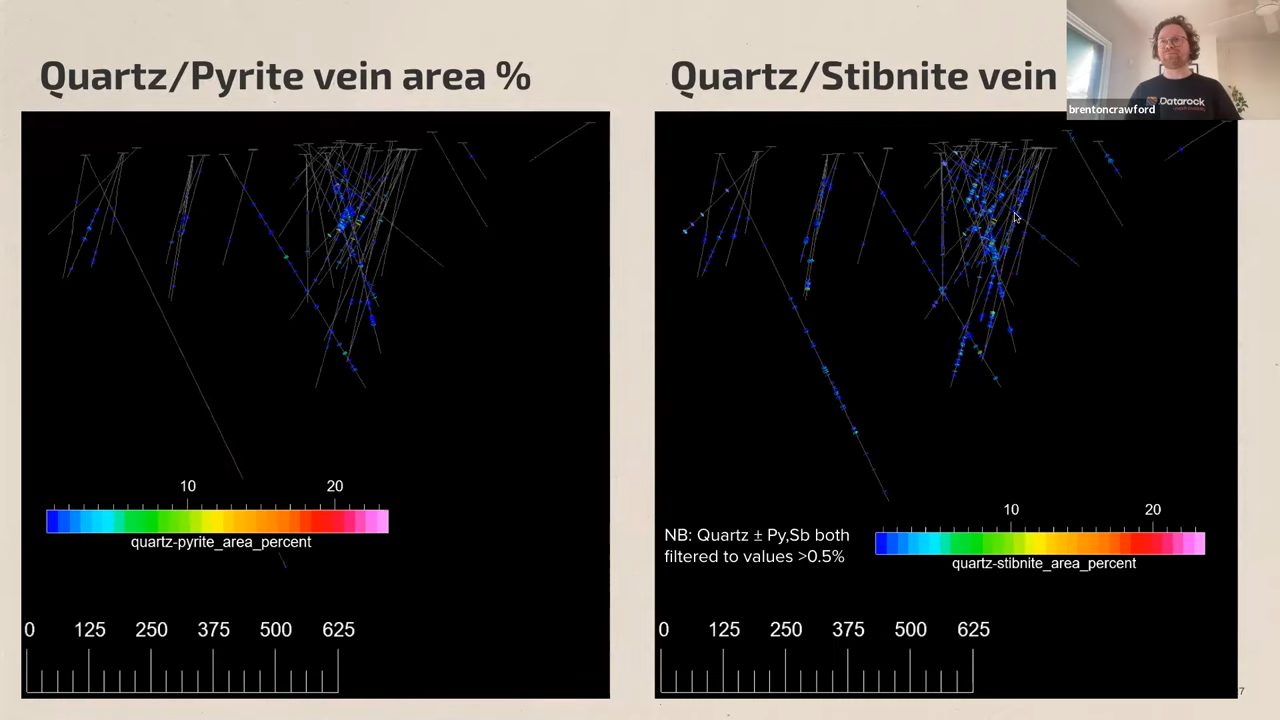 Quartz/Pyrite vein area %
Quartz/Stibnite vein
Datarock
brentoncrawford
10 20
quartz-pyrite_area_percent
0 125 250 375 500 625
NB: Quartz ± Py,Sb both
filtered to values >0.5%
10 20
quartz-stibnite_area_percent
0 125 250 375 500 625
7